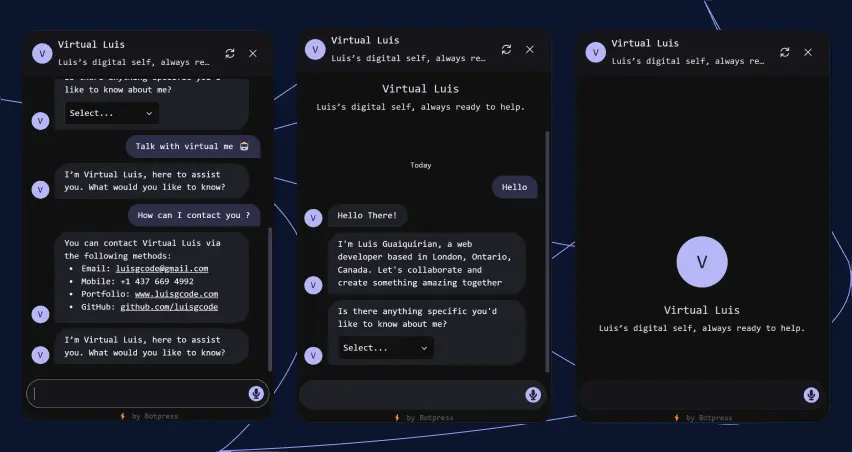 Virtual Luis
Luis's digital self, always re…
like to know about me?
Select...
Talk with virtual me
I'm Virtual Luis, here to assist
you. What would you like to know?
How can I contact you ?
You can contact Virtual Luis via
the following methods:
• Email: luisgcode@gmail.com
• Mobile: +1 437 669 4992
• Portfolio: www.luisgcode.com
• GitHub: github.com/luisgcode
I'm Virtual Luis, here to assist
you. What would you like to know?
by Botpress
Virtual Luis
Luis's digital self, always re…
Virtual Luis
Luis's digital self, always ready to help.
Today
Hello
Hello There!
I'm Luis Guaiquirian, a web
developer based in London, Ontario,
Canada. Let's collaborate and
create something amazing together
Is there anything specific you'd
like to know about me?
Select...
by Botpress
Virtual Luis
Luis's digital self, always re…
V
Virtual Luis
Luis's digital self, always ready to help.
by Botpress